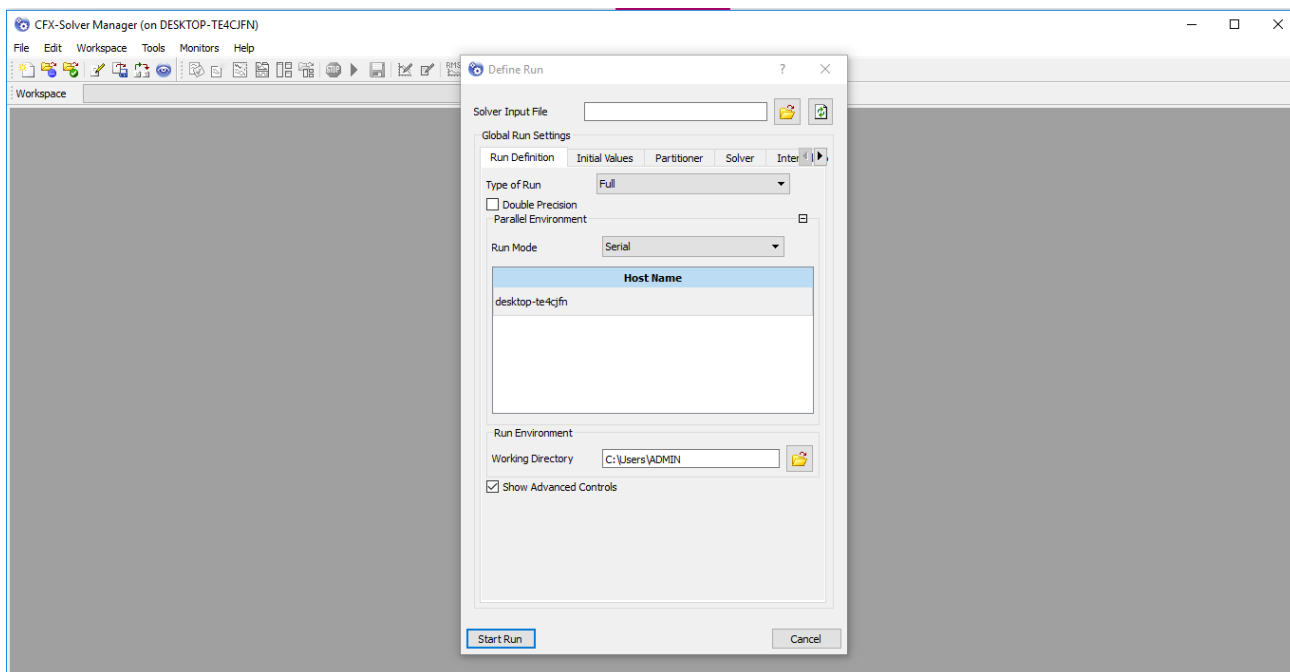 CFX-Solver Manager (on DESKTOP-TE4CJFN)
File Edit Workspace Tools Monitors Help
Workspace
RMS
Define Run
Solver Input File
Global Run Settings
Run Definition Initial Values Partitioner Solver Inter
Type of Run Full
Double Precision
Parallel Environment
Run Mode Serial
Host Name
desktop-te4cjfn
Run Environment
Working Directory C:\Users\ADMIN
Show Advanced Controls
Start Run Cancel